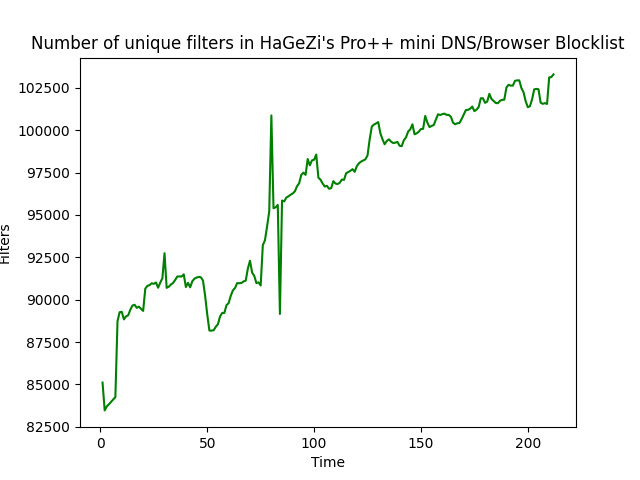 Number of unique filters in HaGeZi's Pro++ mini DNS/Browser Blocklist
102500
100000
97500
95000
92500
90000
87500
85000
82500
Filters
0 50 100 150 200
Time